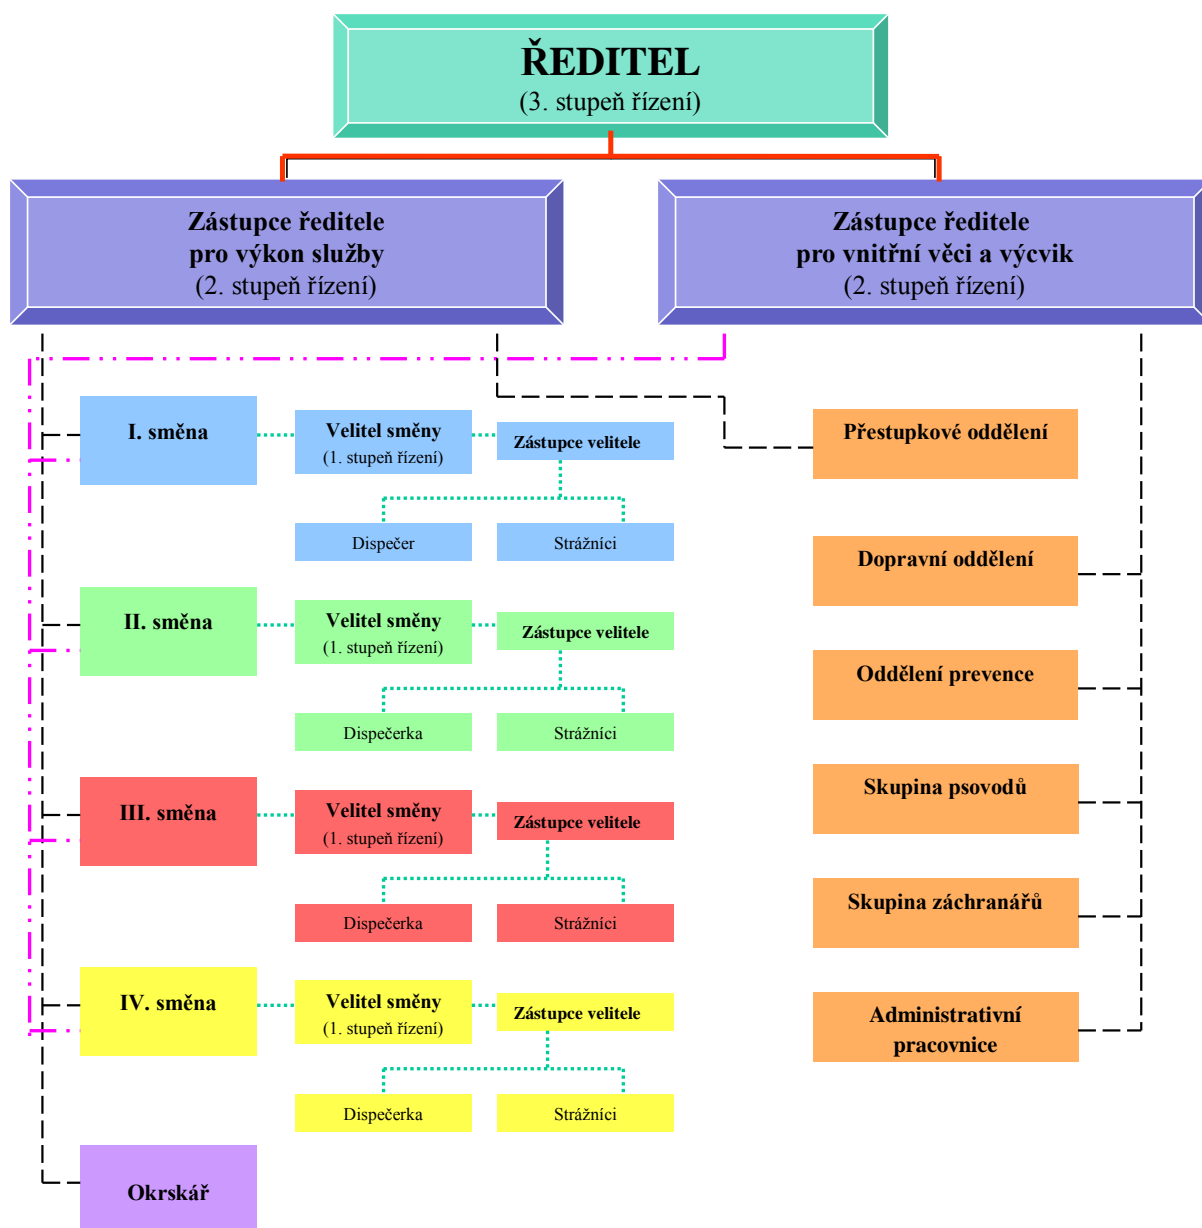 ŘEDITEL
(3. stupeň řízení)
Zástupce ředitele
pro výkon služby
(2. stupeň řízení)
Zástupce ředitele
pro vnitřní věci a výcvik
(2. stupeň řízení)
I. směna
Velitel směny
(1. stupeň řízení)
Zástupce velitele
Dispečer
Strážníci
II. směna
Velitel směny
(1. stupeň řízení)
Zástupce velitele
Dispečerka
Strážníci
III. směna
Velitel směny
(1. stupeň řízení)
Zástupce velitele
Dispečerka
Strážníci
IV. směna
Velitel směny
(1. stupeň řízení)
Zástupce velitele
Dispečerka
Strážníci
Okrskář
Přestupkové oddělení
Dopravní oddělení
Oddělení prevence
Skupina psovodů
Skupina záchranářů
Administrativní
pracovnice